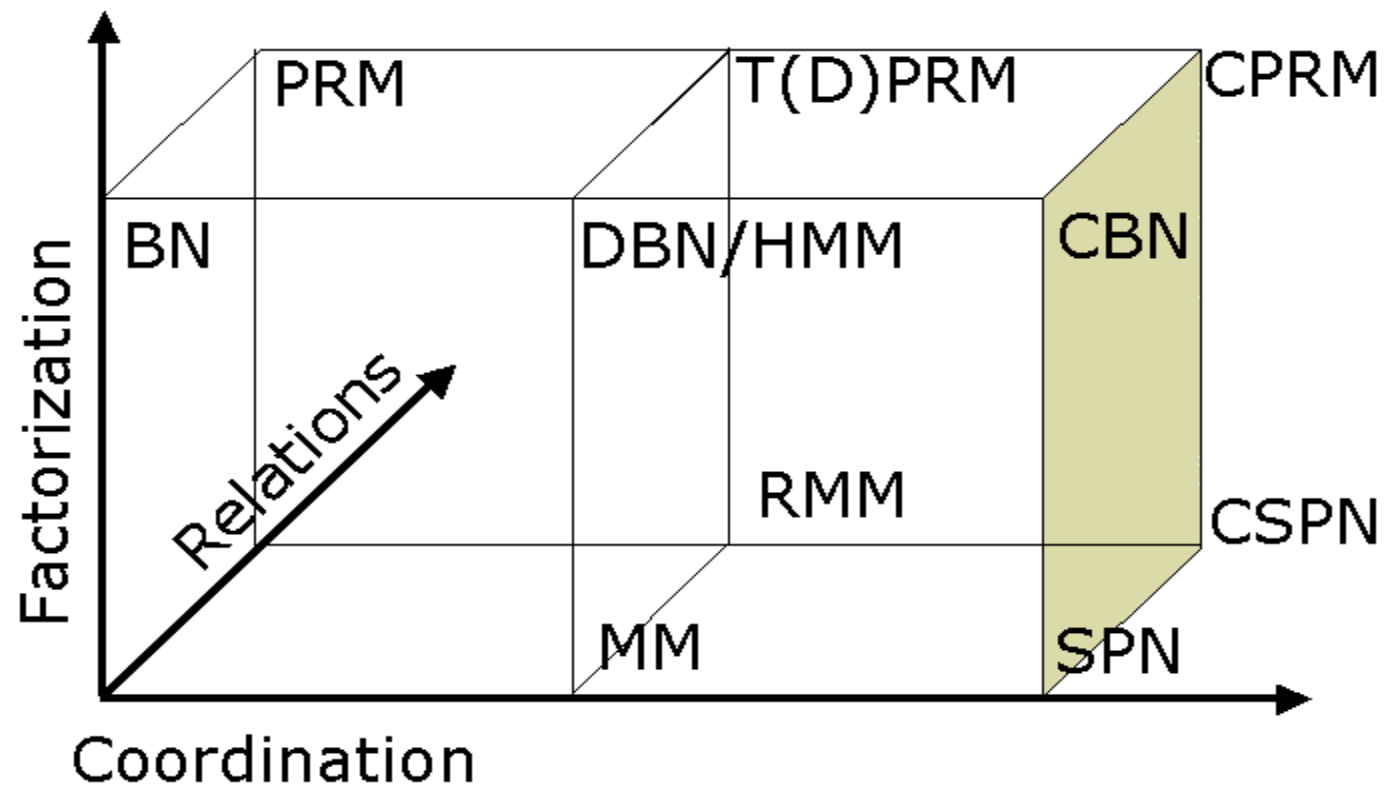 PRM
T(D)PRM
CPRM
BN
DBN/HMM
CBN
Factorization
Relations
RMM
CSPN
MM
SPN
Coordination